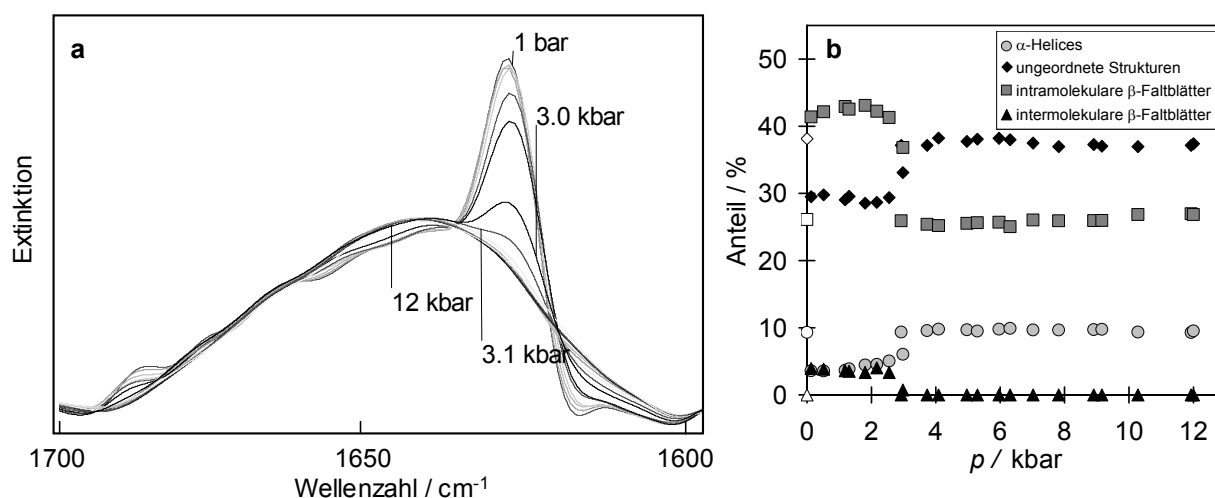 a
1 bar
3.0 kbar
12 kbar
3.1 kbar
Extinktion
1700
1650
1600
Wellenzahl / cm⁻¹
b
α-Helices
ungeordnete Strukturen
intramolekulare β-Faltblätter
intermolekulare β-Faltblätter
Anteil / %
50
40
30
20
10
0
0
2
4
6
8
10
12
p / kbar